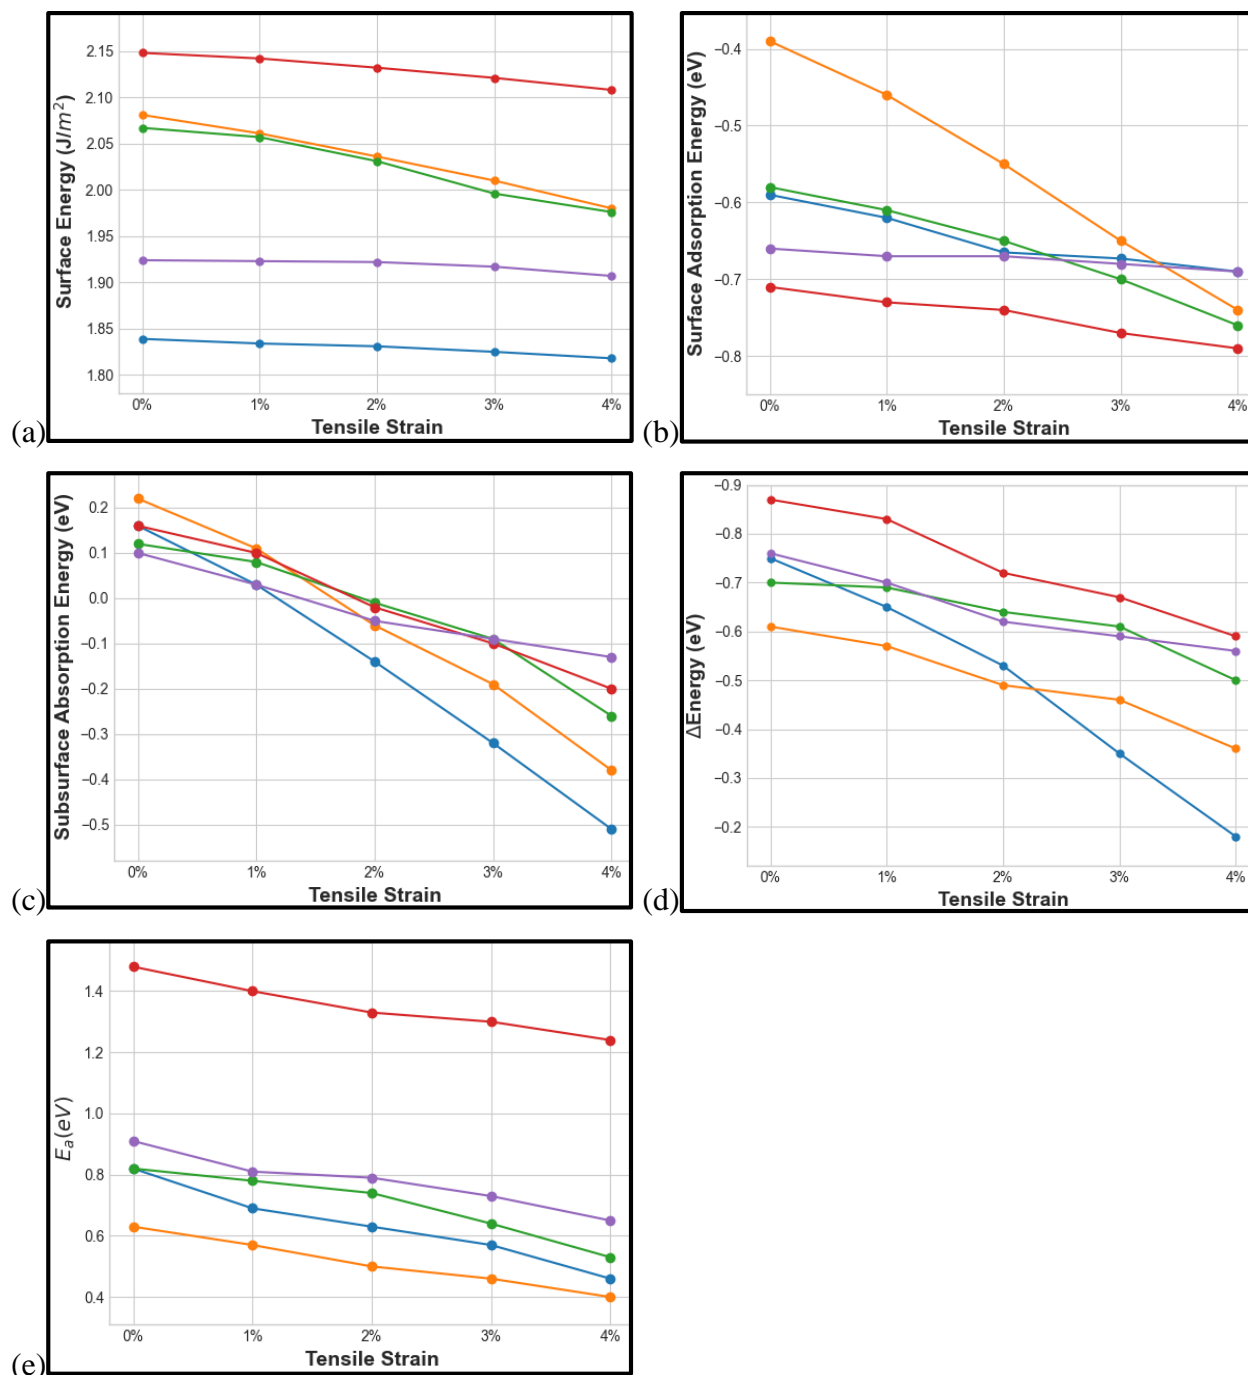 2.15
2.10
2.05
2.00
1.95
1.90
1.85
1.80
Surface Energy (J/m²)
0% 1% 2% 3% 4%
Tensile Strain
(a)
−0.4
−0.5
−0.6
−0.7
−0.8
Surface Adsorption Energy (eV)
0% 1% 2% 3% 4%
Tensile Strain
(b)
0.2
0.1
0.0
−0.1
−0.2
−0.3
−0.4
−0.5
Subsurface Absorption Energy (eV)
0% 1% 2% 3% 4%
Tensile Strain
(c)
−0.9
−0.8
−0.7
−0.6
−0.5
−0.4
−0.3
−0.2
ΔEnergy (eV)
0% 1% 2% 3% 4%
Tensile Strain
(d)
1.4
1.2
1.0
0.8
0.6
0.4
Eₐ(eV)
0% 1% 2% 3% 4%
Tensile Strain
(e)